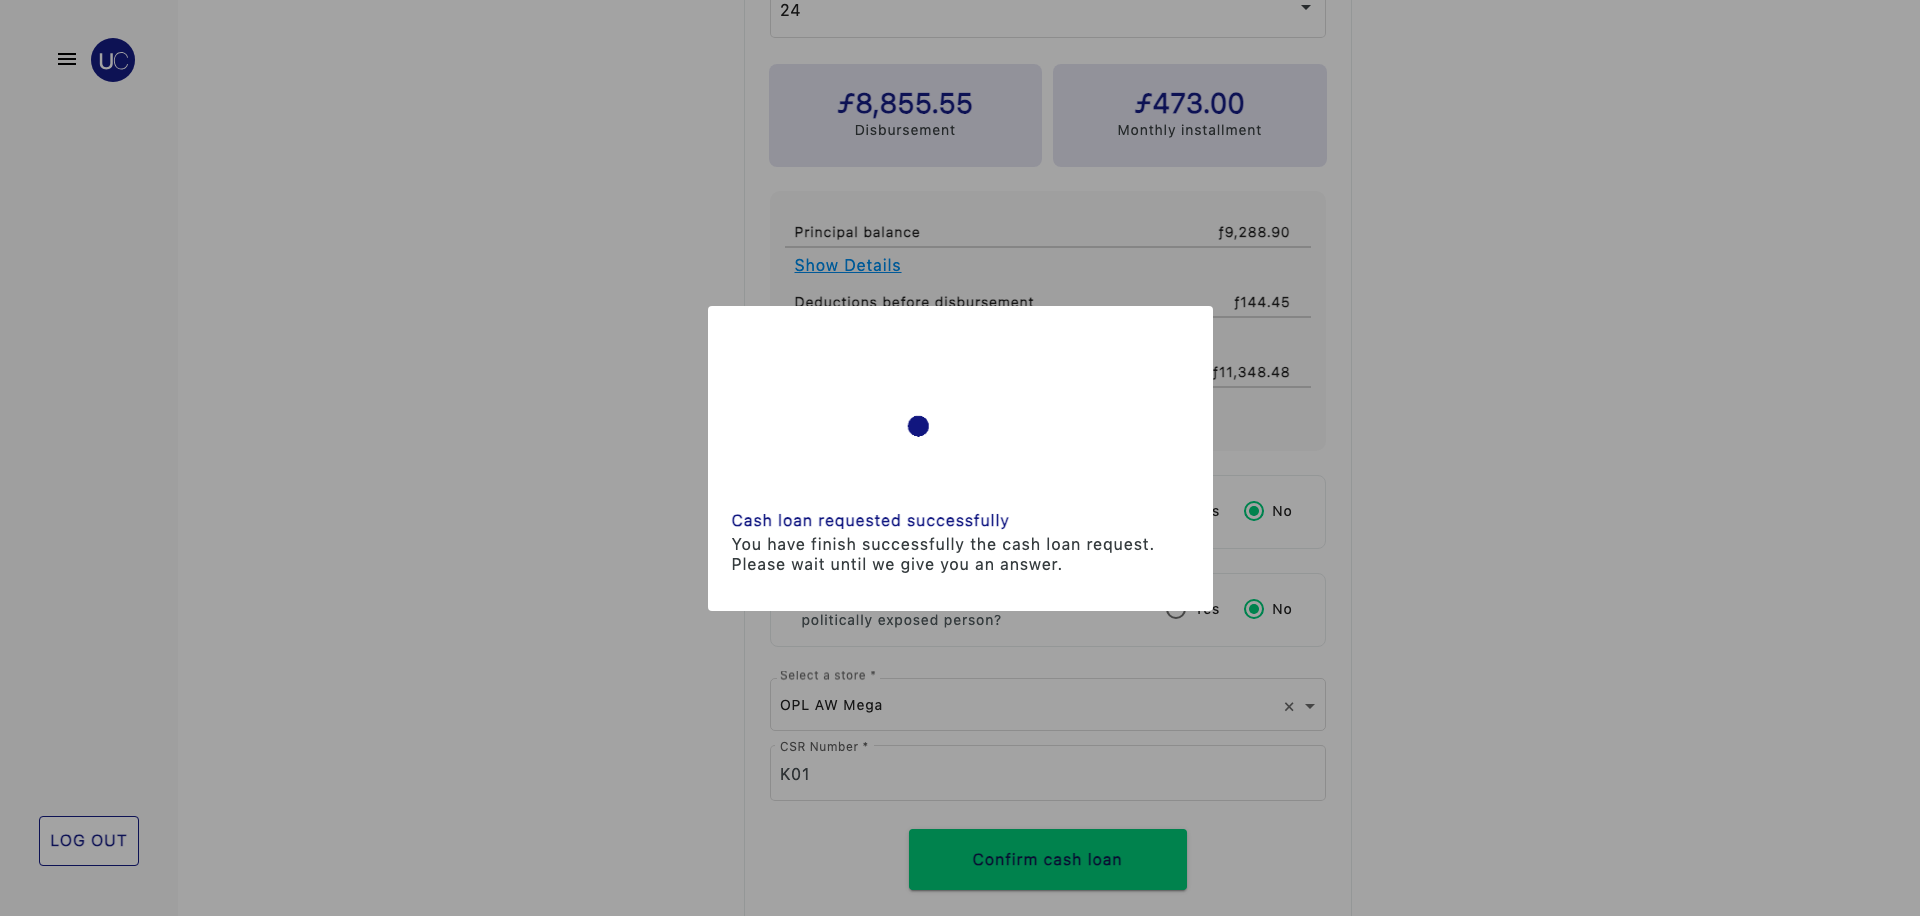 24
UC
ƒ8,855.55
Disbursement
ƒ473.00
Monthly installment
Principal balance ƒ9,288.90
Show Details
Deductions before disbursement ƒ144.45
ƒ11,348.48
No
Cash loan requested successfully
You have finish successfully the cash loan request.
Please wait until we give you an answer.
politically exposed person?
Yes No
Select a store *
OPL AW Mega
CSR Number *
K01
LOG OUT
Confirm cash loan